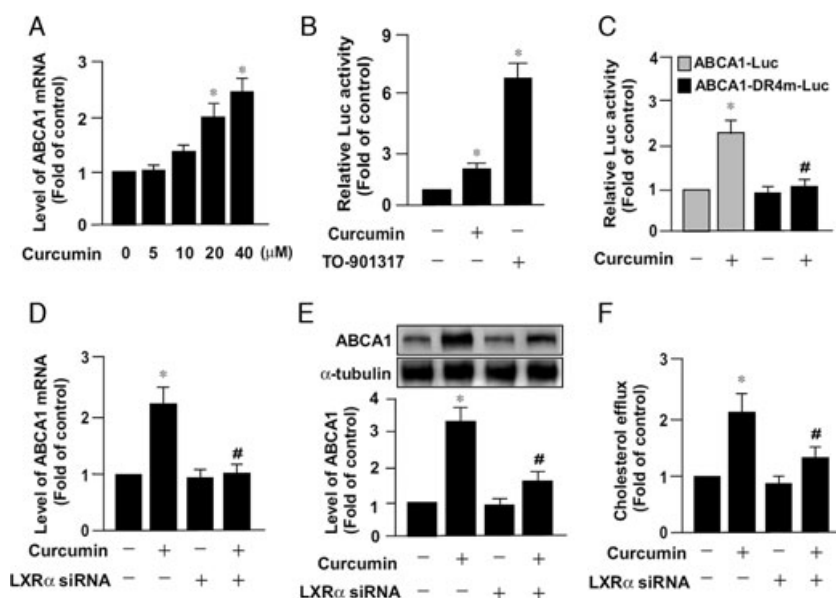 A
Level of ABCA1 mRNA
(Fold of control)
3
2
1
0
*
*
Curcumin 0 5 10 20 40 (μM)
B
Relative Luc activity
(Fold of control)
9
6
3
0
*
*
Curcumin − + −
TO-901317 − − +
C
Relative Luc activity
(Fold of control)
4
3
2
1
0
ABCA1-Luc
ABCA1-DR4m-Luc
*
#
Curcumin − + − +
D
Level of ABCA1 mRNA
(Fold of control)
3
2
1
0
*
#
Curcumin − + − +
LXRα siRNA − − + +
E
ABCA1
α-tubulin
Level of ABCA1
(Fold of control)
4
3
2
1
0
*
#
Curcumin − + − +
LXRα siRNA − − + +
F
Cholesterol efflux
(Fold of control)
3
2
1
0
*
#
Curcumin − + − +
LXRα siRNA − − + +